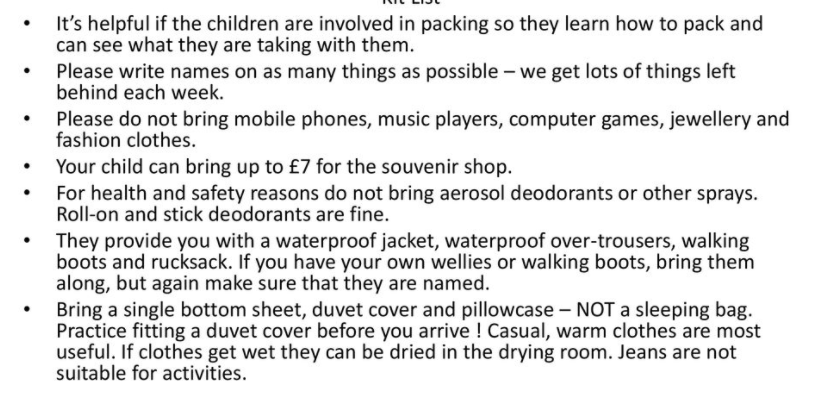 Kit List
• It’s helpful if the children are involved in packing so they learn how to pack and
can see what they are taking with them.
• Please write names on as many things as possible – we get lots of things left
behind each week.
• Please do not bring mobile phones, music players, computer games, jewellery and
fashion clothes.
• Your child can bring up to £7 for the souvenir shop.
• For health and safety reasons do not bring aerosol deodorants or other sprays.
Roll-on and stick deodorants are fine.
• They provide you with a waterproof jacket, waterproof over-trousers, walking
boots and rucksack. If you have your own wellies or walking boots, bring them
along, but again make sure that they are named.
• Bring a single bottom sheet, duvet cover and pillowcase – NOT a sleeping bag.
Practice fitting a duvet cover before you arrive ! Casual, warm clothes are most
useful. If clothes get wet they can be dried in the drying room. Jeans are not
suitable for activities.